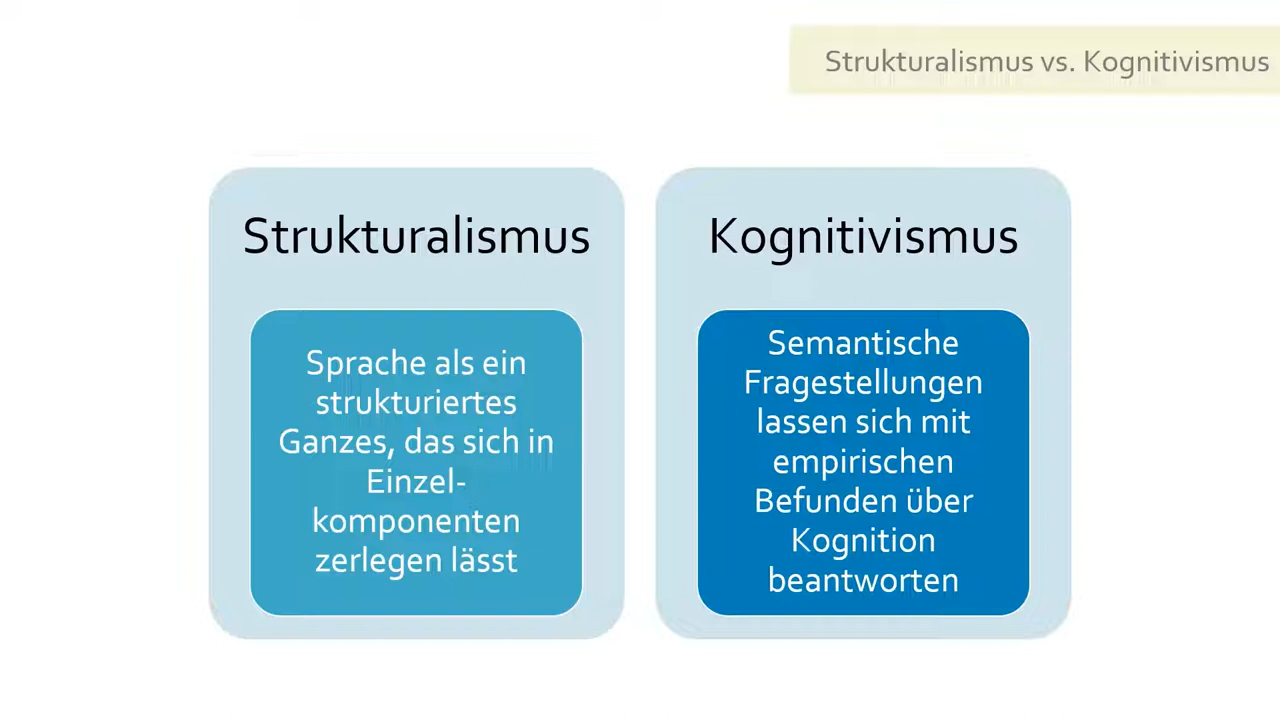 Strukturalismus vs. Kognitivismus
Strukturalismus
Sprache als ein
strukturiertes
Ganzes, das sich in
Einzel-
komponenten
zerlegen lässt
Kognitivismus
Semantische
Fragestellungen
lassen sich mit
empirischen
Befunden über
Kognition
beantworten